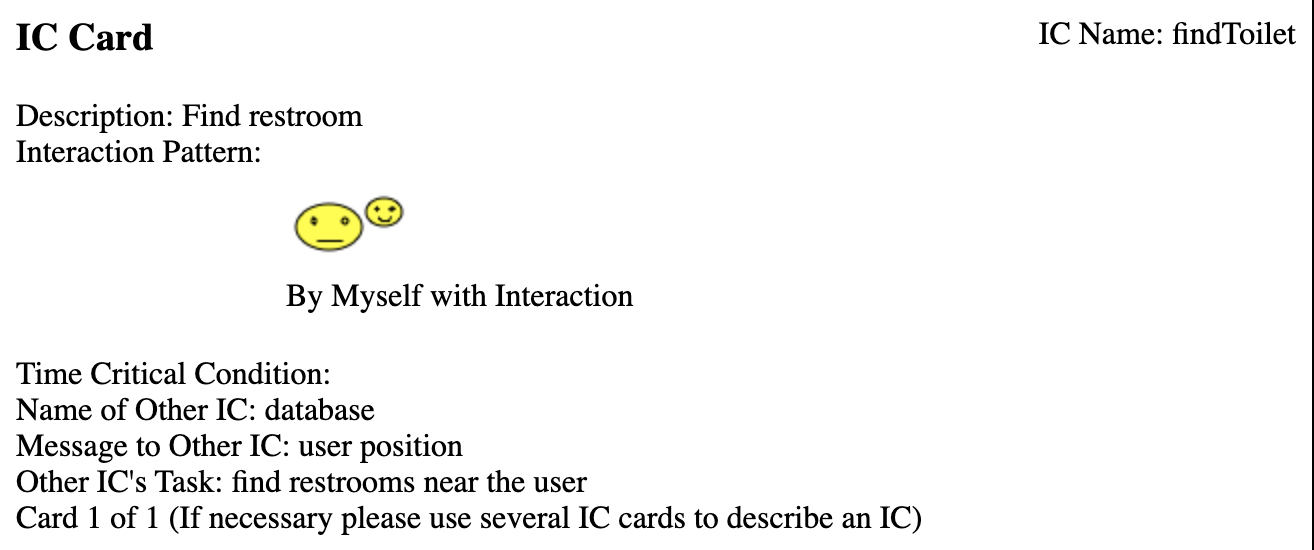 IC Card
IC Name: findToilet
Description: Find restroom
Interaction Pattern:
By Myself with Interaction
Time Critical Condition:
Name of Other IC: database
Message to Other IC: user position
Other IC's Task: find restrooms near the user
Card 1 of 1 (If necessary please use several IC cards to describe an IC)